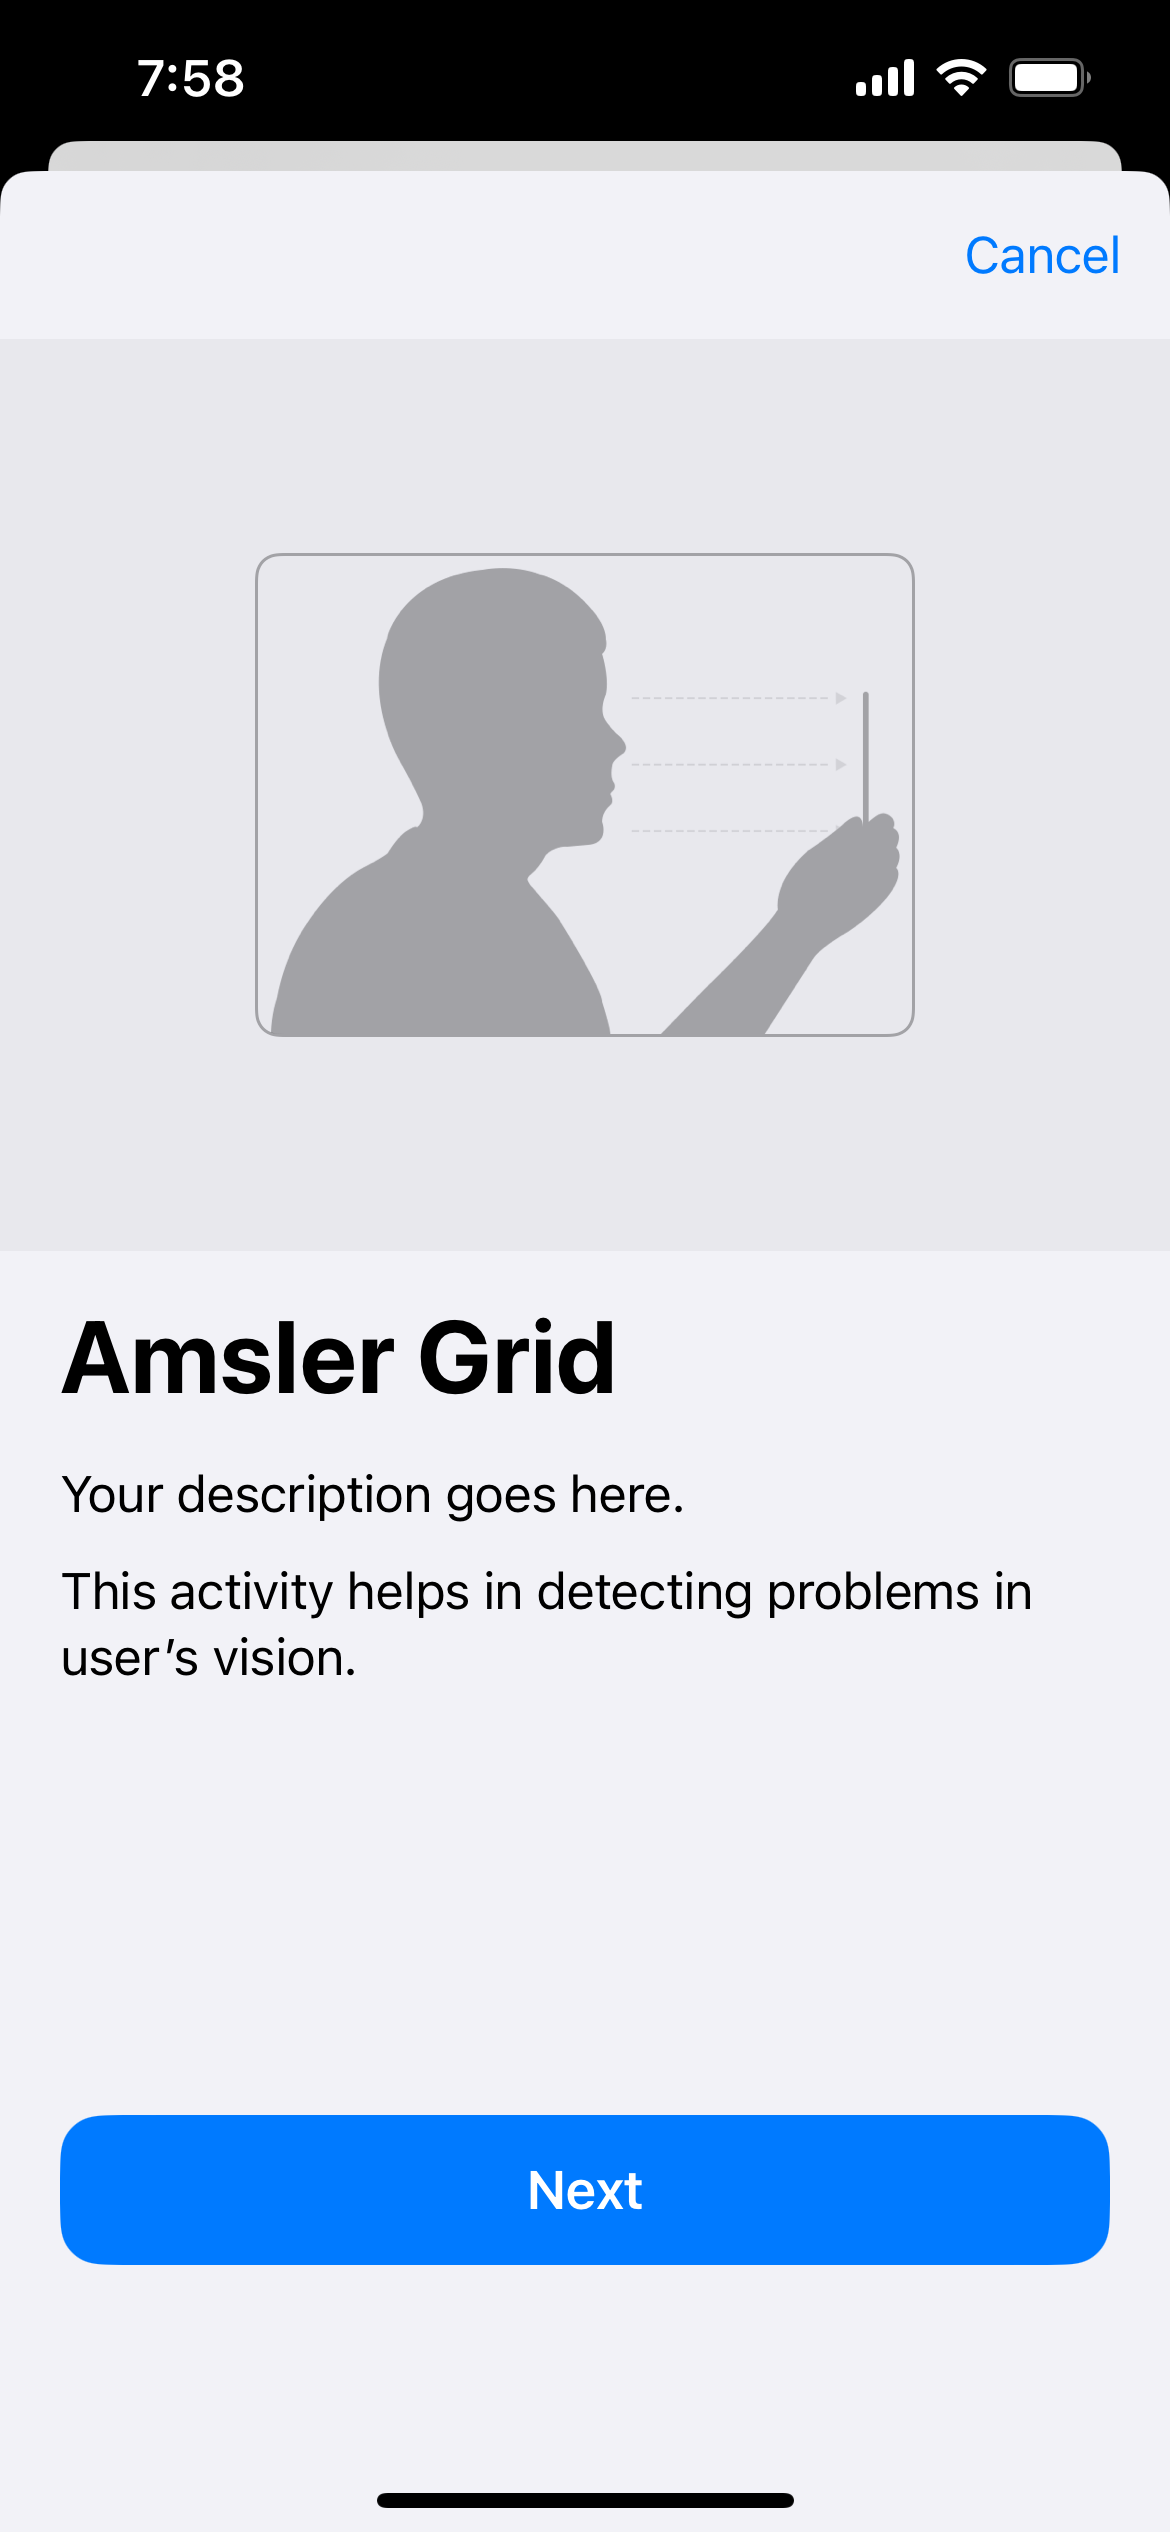 7:58
Cancel
Amsler Grid
Your description goes here.
This activity helps in detecting problems in
user’s vision.
Next